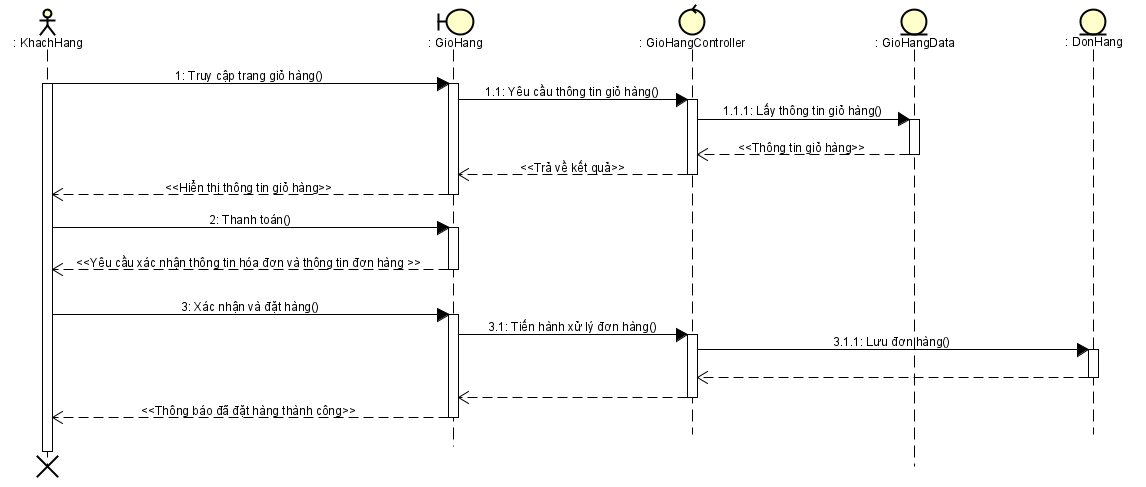 : KhachHang
: GioHang
: GioHangController
: GioHangData
: DonHang
1: Truy cập trang giỏ hàng()
1.1: Yêu cầu thông tin giỏ hàng()
1.1.1: Lấy thông tin giỏ hàng()
<<Thông tin giỏ hàng>>
<<Trả về kết quả>>
<<Hiển thị thông tin giỏ hàng>>
2: Thanh toán()
<<Yêu cầu xác nhận thông tin hóa đơn và thông tin đơn hàng >>
3: Xác nhận và đặt hàng()
3.1: Tiến hành xử lý đơn hàng()
3.1.1: Lưu đơn hàng()
<<Thông báo đã đặt hàng thành công>>